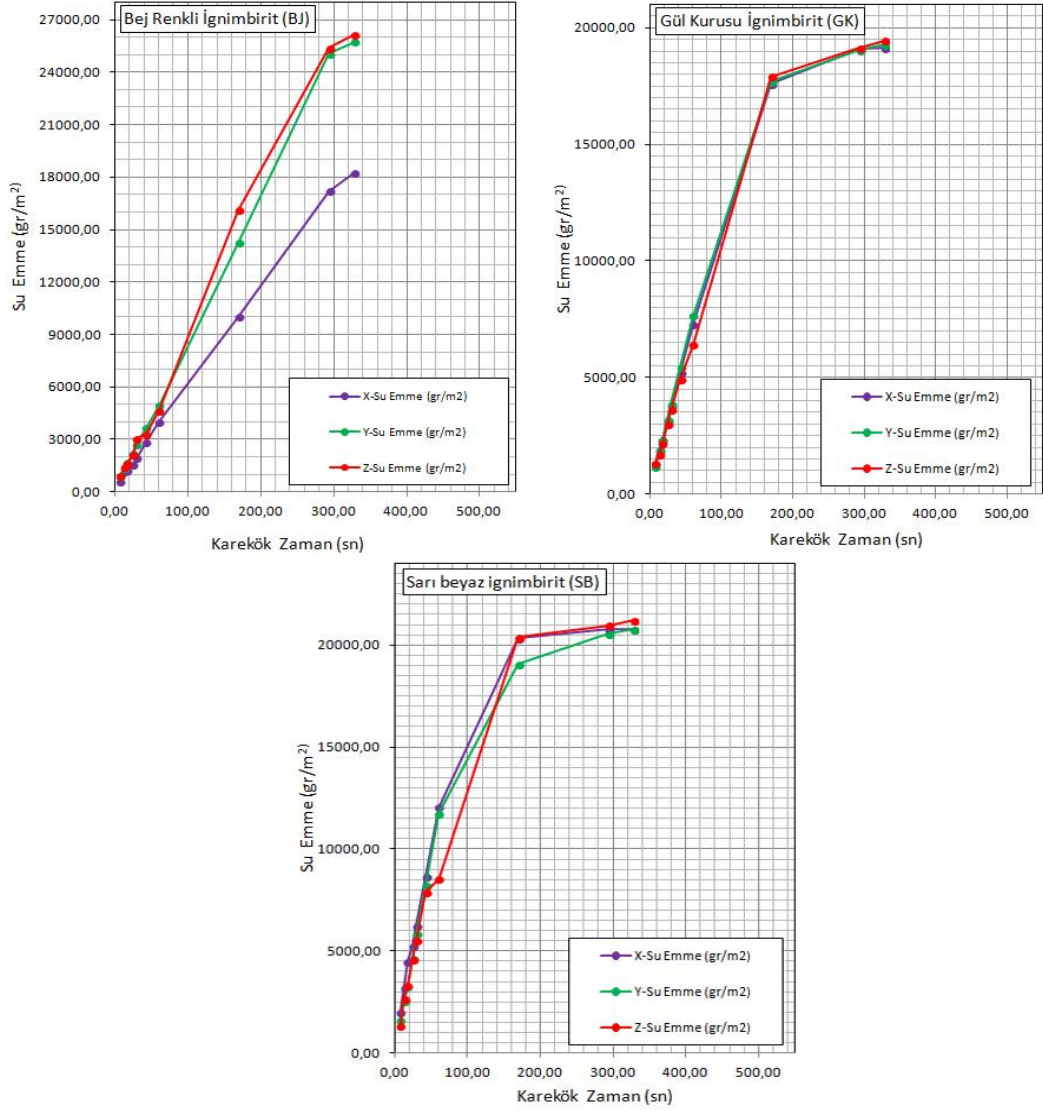 Bej Renkli İgnimbirit (BJ)
27000,00
24000,00
21000,00
18000,00
15000,00
12000,00
9000,00
6000,00
3000,00
0,00
Su Emme (gr/m²)
X-Su Emme (gr/m2)
Y-Su Emme (gr/m2)
Z-Su Emme (gr/m2)
0,00 100,00 200,00 300,00 400,00 500,00
Karekök Zaman (sn)
Gül Kurusu İgnimbirit (GK)
20000,00
15000,00
10000,00
5000,00
0,00
Su Emme (gr/m²)
X-Su Emme (gr/m2)
Y-Su Emme (gr/m2)
Z-Su Emme (gr/m2)
0,00 100,00 200,00 300,00 400,00 500,00
Karekök Zaman (sn)
Sarı beyaz ignimbirit (SB)
20000,00
15000,00
10000,00
5000,00
0,00
Su Emme (gr/m²)
X-Su Emme (gr/m2)
Y-Su Emme (gr/m2)
Z-Su Emme (gr/m2)
0,00 100,00 200,00 300,00 400,00 500,00
Karekök Zaman (sn)